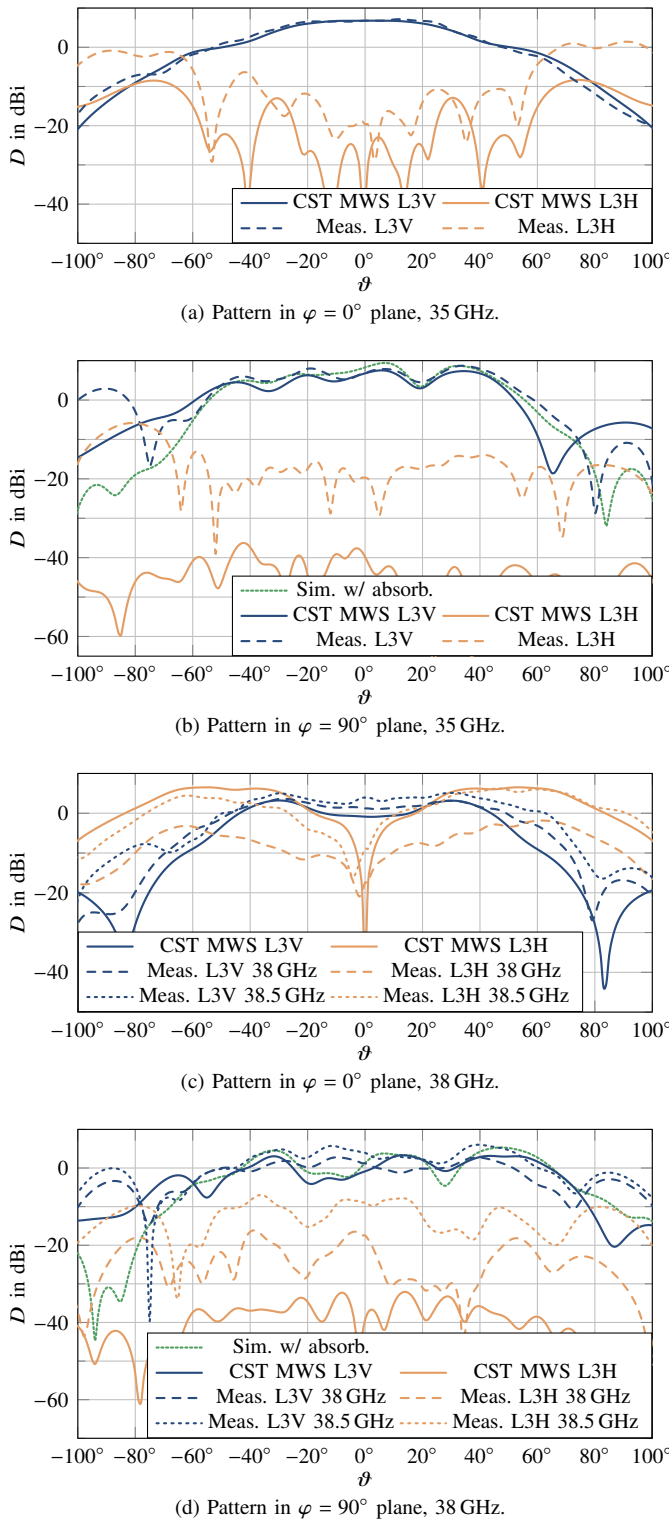 0
−20
−40
D in dBi
CST MWS L3V
CST MWS L3H
Meas. L3V
Meas. L3H
−100° −80° −60° −40° −20° 0° 20° 40° 60° 80° 100°
ϑ
(a) Pattern in φ = 0° plane, 35 GHz.
0
−20
−40
−60
D in dBi
Sim. w/ absorb.
CST MWS L3V
CST MWS L3H
Meas. L3V
Meas. L3H
−100° −80° −60° −40° −20° 0° 20° 40° 60° 80° 100°
ϑ
(b) Pattern in φ = 90° plane, 35 GHz.
0
−20
−40
D in dBi
CST MWS L3V
CST MWS L3H
Meas. L3V 38 GHz
Meas. L3H 38 GHz
Meas. L3V 38.5 GHz
Meas. L3H 38.5 GHz
−100° −80° −60° −40° −20° 0° 20° 40° 60° 80° 100°
ϑ
(c) Pattern in φ = 0° plane, 38 GHz.
0
−20
−40
−60
D in dBi
Sim. w/ absorb.
CST MWS L3V
CST MWS L3H
Meas. L3V 38 GHz
Meas. L3H 38 GHz
Meas. L3V 38.5 GHz
Meas. L3H 38.5 GHz
−100° −80° −60° −40° −20° 0° 20° 40° 60° 80° 100°
ϑ
(d) Pattern in φ = 90° plane, 38 GHz.